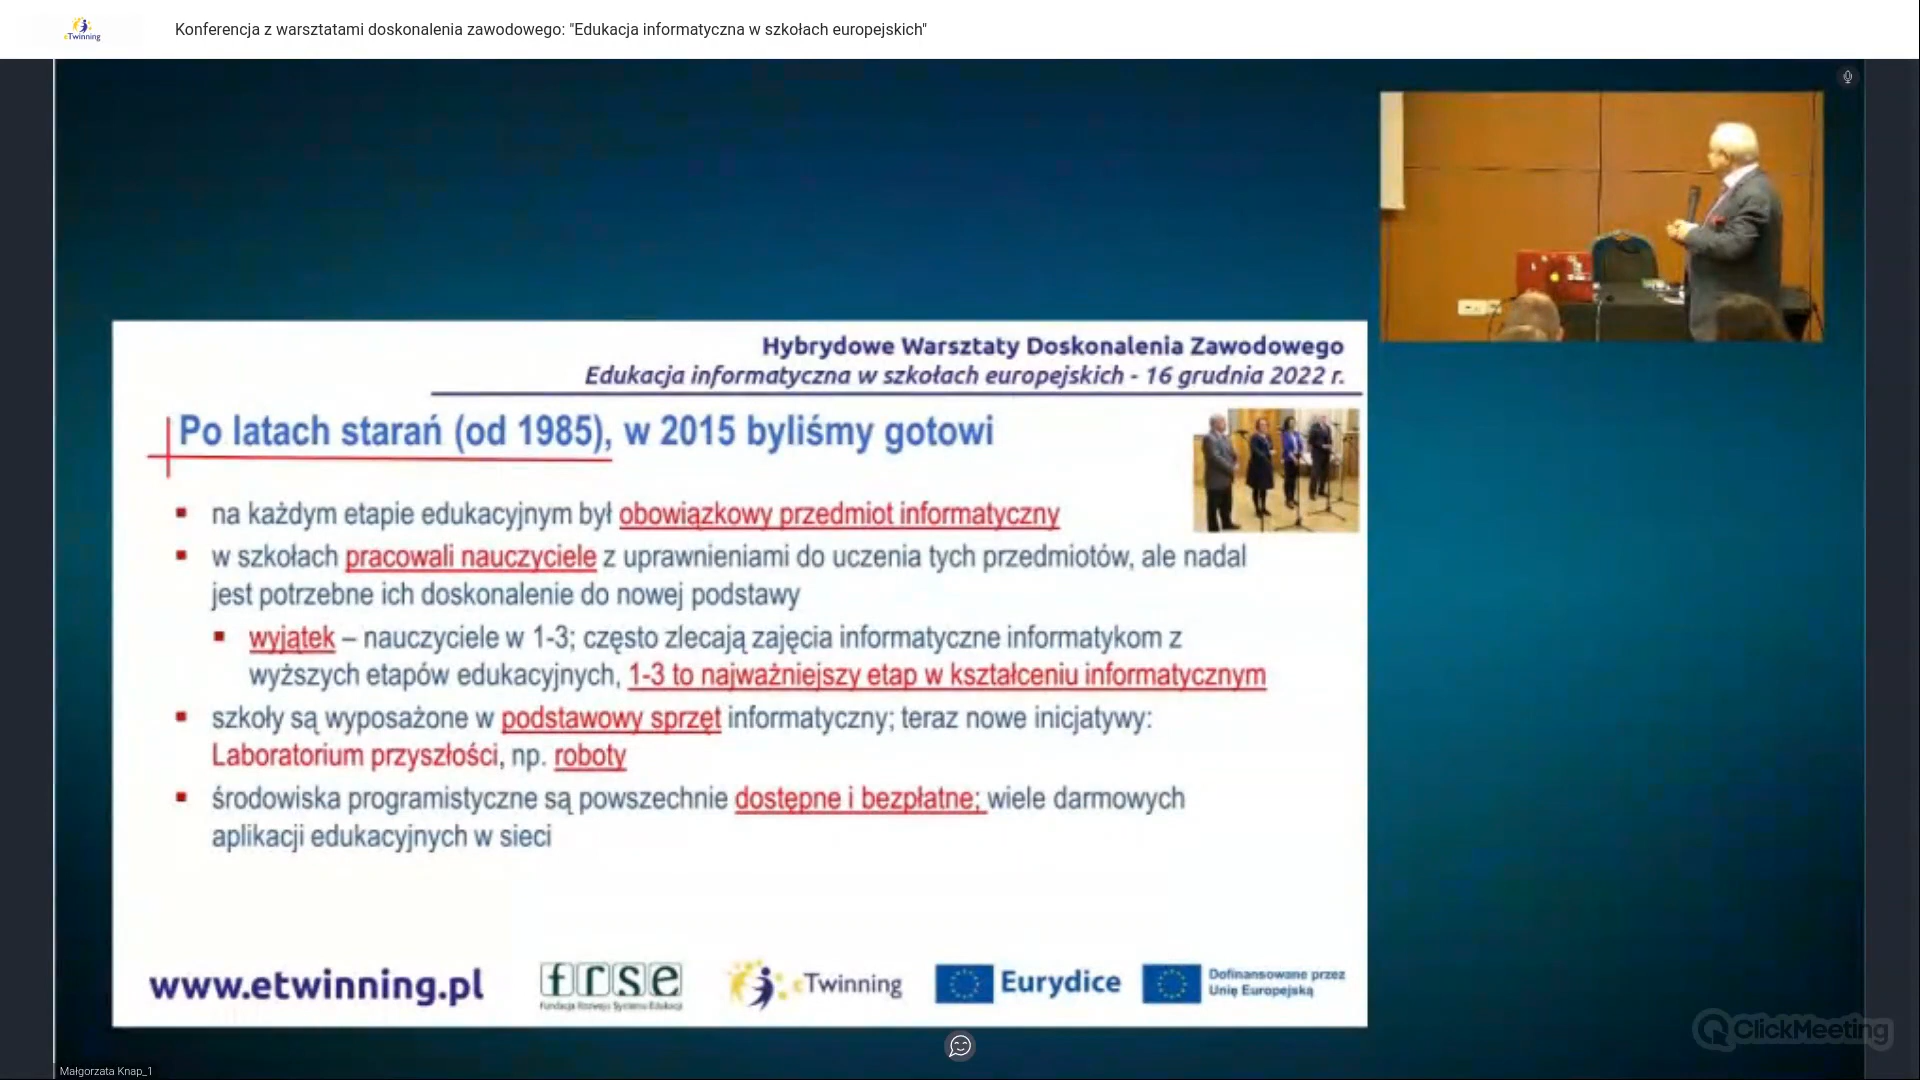 eTwinning
Konferencja z warsztatami doskonalenia zawodowego: "Edukacja informatyczna w szkołach europejskich"
Hybrydowe Warsztaty Doskonalenia Zawodowego
Edukacja informatyczna w szkołach europejskich - 16 grudnia 2022 r.
Po latach starań (od 1985), w 2015 byliśmy gotowi
na każdym etapie edukacyjnym był obowiązkowy przedmiot informatyczny
w szkołach pracowali nauczyciele z uprawnieniami do uczenia tych przedmiotów, ale nadal
jest potrzebne ich doskonalenie do nowej podstawy
wyjątek – nauczyciele w 1-3; często zlecają zajęcia informatyczne informatykom z
wyższych etapów edukacyjnych, 1-3 to najważniejszy etap w kształceniu informatycznym
szkoły są wyposażone w podstawowy sprzęt informatyczny; teraz nowe inicjatywy:
Laboratorium przyszłości, np. roboty
środowiska programistyczne są powszechnie dostępne i bezpłatne; wiele darmowych
aplikacji edukacyjnych w sieci
www.etwinning.pl
frse
Fundacja Rozwoju Systemu Edukacji
eTwinning
Eurydice
Dofinansowane przez
Unię Europejską
ClickMeeting
Małgorzata Knap_1